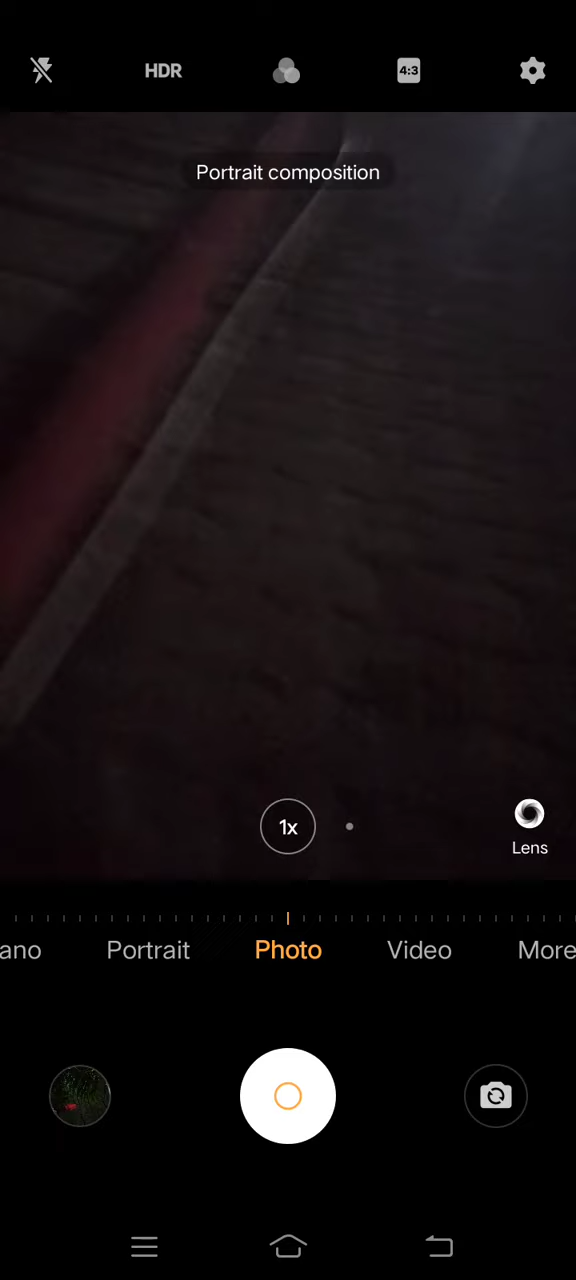 HDR
4:3
Portrait composition
1x
Lens
ano
Portrait
Photo
Video
More